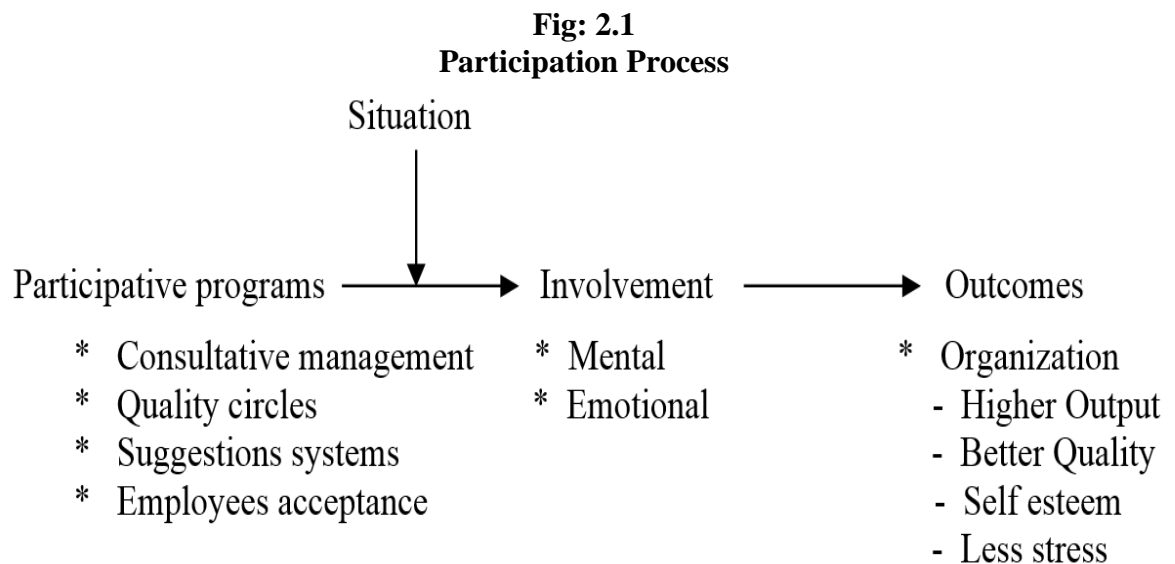 Fig: 2.1
Participation Process
Situation
Participative programs
* Consultative management
* Quality circles
* Suggestions systems
* Employees acceptance
Involvement
* Mental
* Emotional
Outcomes
* Organization
- Higher Output
- Better Quality
- Self esteem
- Less stress